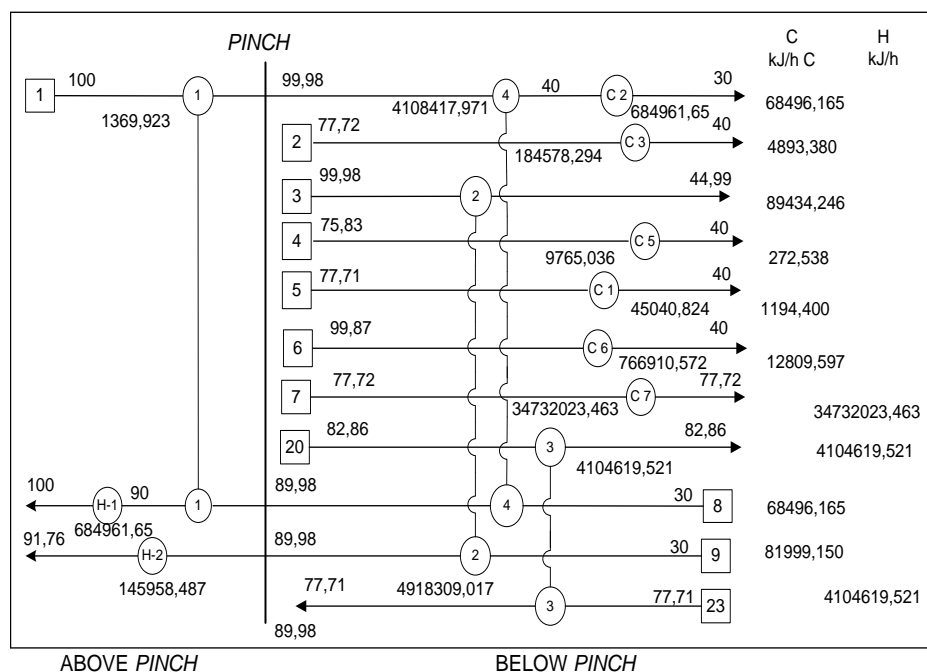 C H
PINCH
kJ/h C kJ/h
1 100 1 99,98 4 40 C 2 30
1369,923 4108417,971 684961,65 68496,165
2 77,72 C 3 40
184578,294 4893,380
3 99,98 2 44,99
89434,246
4 75,83 C 5 40
9765,036 272,538
5 77,71 C 1 40
45040,824 1194,400
6 99,87 C 6 40
766910,572 12809,597
7 77,72 C 7 77,72
34732023,463 34732023,463
20 82,86 3 82,86
4104619,521 4104619,521
100 H-1 90 1 89,98 4 30 8
684961,65 68496,165
91,76 H-2 89,98 2 30 9
145958,487 4918309,017 81999,150
77,71 3 77,71 23
89,98 4104619,521
ABOVE PINCH BELOW PINCH